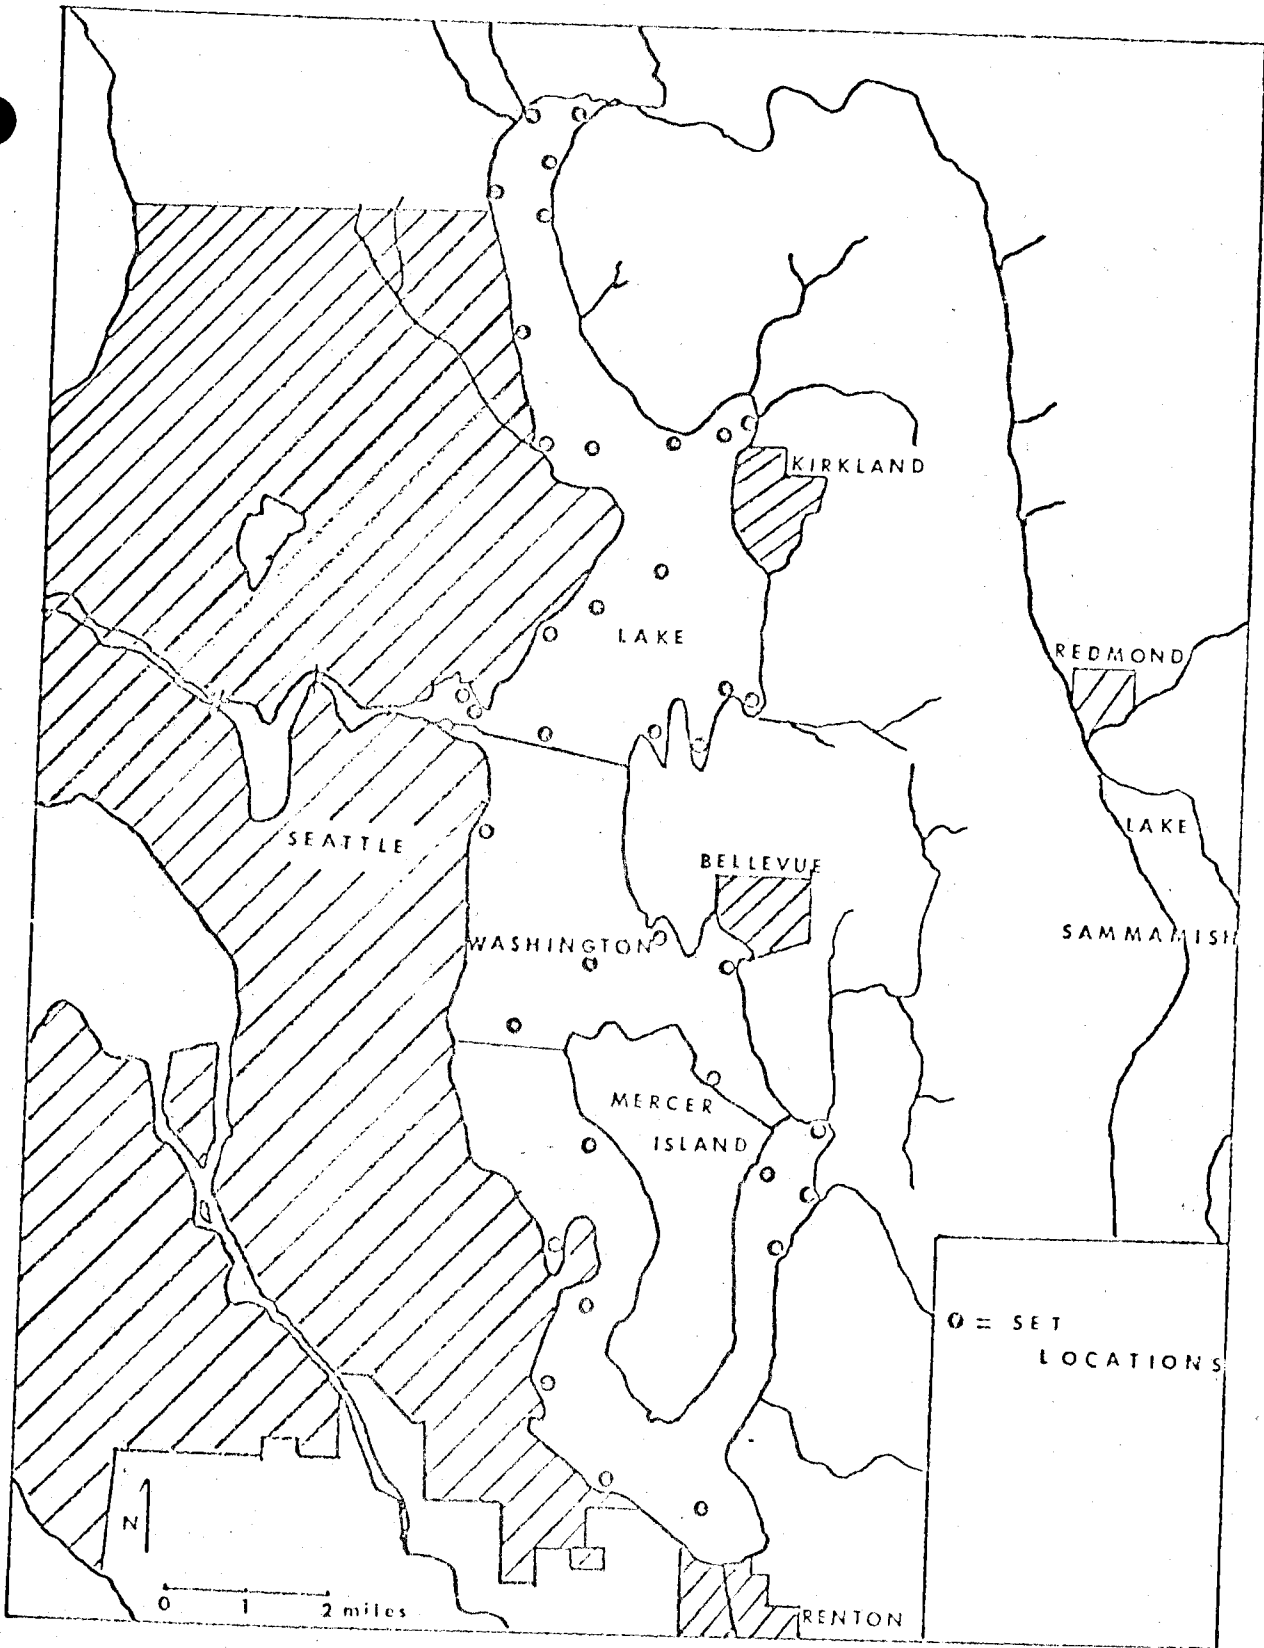 KIRKLAND
LAKE
REDMOND
LAKE
SEATTLE
BELLEVUE
WASHINGTON
SAMMAMISH
MERCER
ISLAND
O = SET
LOCATIONS
N
0 1 2 miles
RENTON